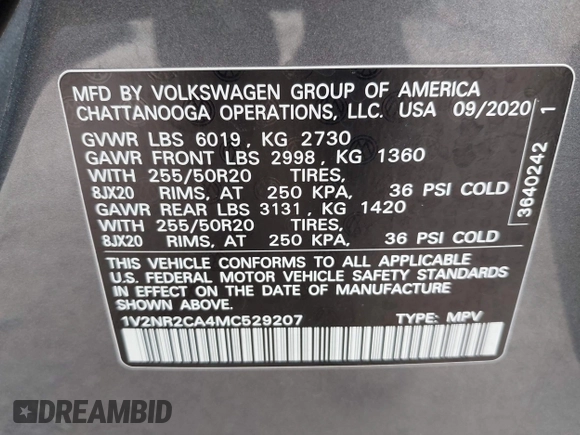 MFD BY VOLKSWAGEN GROUP OF AMERICA
CHATTANOOGA OPERATIONS, LLC. USA 09/2020
GVWR LBS 6019, KG 2730
GAWR FRONT LBS 2998, KG 1360
WITH 255/50R20 TIRES,
8JX20 RIMS, AT 250 KPA, 36 PSI COLD
GAWR REAR LBS 3131, KG 1420
WITH 255/50R20 TIRES,
8JX20 RIMS, AT 250 KPA, 36 PSI COLD
THIS VEHICLE CONFORMS TO ALL APPLICABLE
U.S. FEDERAL MOTOR VEHICLE SAFETY STANDARDS
IN EFFECT ON THE DATE OF MANUFACTURE
SHOWN ABOVE.
1V2NR2CA4MC529207 TYPE: MPV
3640242 1
DREAMBID